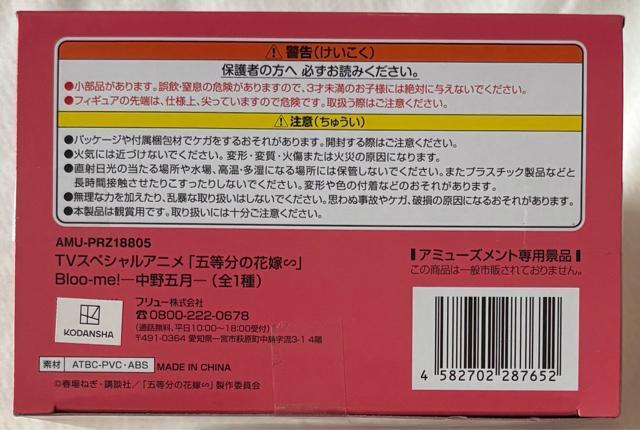 ⚠警告(けいこく)
保護者の方へ 必ずお読みください。
●小部品があります。誤飲・窒息の危険がありますので、3才未満のお子様には絶対に与えないでください。
●フィギュアの先端は、仕様上、尖っていますので危険です。取扱う際はご注意ください。
⚠注意(ちゅうい)
●パッケージや付属梱包材でケガをするおそれがあります。開封する際はご注意ください。
●火気には近づけないでください。変形・変質・火傷または火災の原因になります。
●直射日光の当たる場所や水場、高温・多湿になる場所には保管しないでください。またプラスチック製品などと
長時間接触させたりこすったりしないでください。変形や色の付着などのおそれがあります。
●無理な力を加えたり、乱暴な取り扱いはしないでください。思わぬ事故やケガ、破損の原因になるおそれがあります。
●本製品は観賞用です。取り扱いには十分ご注意ください。
AMU-PRZ18805
TVスペシャルアニメ「五等分の花嫁∽」
Bloo-me!―中野五月―(全1種)
アミューズメント専用景品
この商品は一般市販されておりません。
KODANSHA
フリュー株式会社
☎0800-222-0678
(通話無料、平日10:00〜18:00受付)
〒491-0364 愛知県一宮市萩原町中島字流3-1 4階
素材 ATBC-PVC・ABS MADE IN CHINA
©春場ねぎ・講談社/「五等分の花嫁∽」製作委員会
4 582702 287652